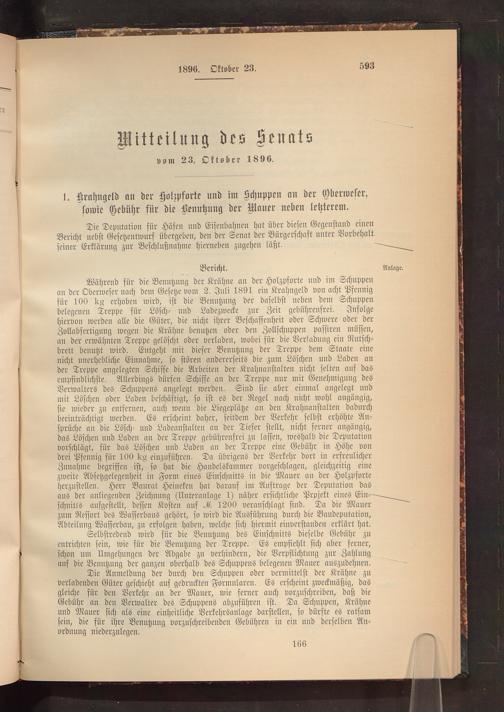 1896. Oktober 23.
593
Mitteilung des Senats
vom 23. Oktober 1896.
1. Krahngeld an der Holzpforte und im Schuppen an der Oberweser,
sowie Gebühr für die Benutzung der Mauer neben letzterem.
Die Deputation für Häfen und Eisenbahnen hat über diesen Gegenstand einen
Bericht nebst Gesetzentwurf übergeben, den der Senat der Bürgerschaft unter Vorbehalt
seiner Erklärung zur Beschlußnahme hierneben zugehen läßt.
Bericht.
Anlage.
Während für die Benutzung der Krähne an der Holzpforte und im Schuppen
an der Oberweser nach dem Gesetze vom 2. Juli 1891 ein Krahngeld von acht Pfennig
für 100 kg erhoben wird, ist die Benutzung der daselbst neben dem Schuppen
belegenen Treppe für Lösch- und Ladezwecke zur Zeit gebührenfrei. Infolge
hiervon werden alle die Güter, die nicht ihrer Beschaffenheit oder Schwere oder der
Zollabfertigung wegen die Krähne benutzen oder den Zollschuppen passiren müssen,
an der erwähnten Treppe gelöscht oder verladen, wobei für die Verladung ein Rutsch-
brett benutzt wird. Entgeht mit dieser Benutzung der Treppe dem Staate eine
nicht unerhebliche Einnahme, so stören andererseits die zum Löschen und Laden an
der Treppe angelegten Schiffe die Arbeiten der Krahnanstalten nicht selten auf das
empfindlichste. Allerdings dürfen Schiffe an der Treppe nur mit Genehmigung des
Verwalters des Schuppens angelegt werden. Sind sie aber einmal angelegt und
mit Löschen oder Laden beschäftigt, so ist es der Regel nach nicht wohl angängig,
sie wieder zu entfernen, auch wenn die Liegeplätze an den Krahnanstalten dadurch
beeinträchtigt werden. Es erscheint daher, seitdem der Verkehr selbst erhöhte An-
sprüche an die Lösch- und Ladeanstalten an der Tiefer stellt, nicht ferner angängig,
das Löschen und Laden an der Treppe gebührenfrei zu lassen, weshalb die Deputation
vorschlägt, für das Löschen und Laden an der Treppe eine Gebühr in Höhe von
drei Pfennig für 100 kg einzuführen. Da übrigens der Verkehr dort in erfreulicher
Zunahme begriffen ist, so hat die Handelskammer vorgeschlagen, gleichzeitig eine
zweite Absetzgelegenheit in Form eines Einschnitts in die Mauer an der Holzpforte
herzustellen. Herr Baurat Heineken hat darauf im Auftrage der Deputation das
aus der anliegenden Zeichnung (Unteranlage 1) näher ersichtliche Projekt eines Ein-
schnitts aufgestellt, dessen Kosten auf ℳ 1200 veranschlagt sind. Da die Mauer
zum Ressort des Wasserbaus gehört, so wird die Ausführung durch die Baudeputation,
Abteilung Wasserbau, zu erfolgen haben, welche sich hiermit einverstanden erklärt hat.
Selbstredend wird für die Benutzung des Einschnitts dieselbe Gebühr zu
entrichten sein, wie für die Benutzung der Treppe. Es empfiehlt sich aber ferner,
schon um Umgehungen der Abgabe zu verhindern, die Verpflichtung zur Zahlung
auf die Benutzung der ganzen oberhalb des Schuppens belegenen Mauer auszudehnen.
Die Anmeldung der durch den Schuppen oder vermittelst der Krähne zu
verladenden Güter geschieht auf gedruckten Formularen. Es erscheint zweckmäßig, das
gleiche für den Verkehr an der Mauer, wie ferner auch vorzuschreiben, daß die
Gebühr an den Verwalter des Schuppens abzuführen ist. Da Schuppen, Krähne
und Mauer sich als eine einheitliche Verkehrsanlage darstellen, so dürfte es ratsam
sein, die für ihre Benutzung vorzuschreibenden Gebühren in ein und derselben An-
ordnung niederzulegen.
166